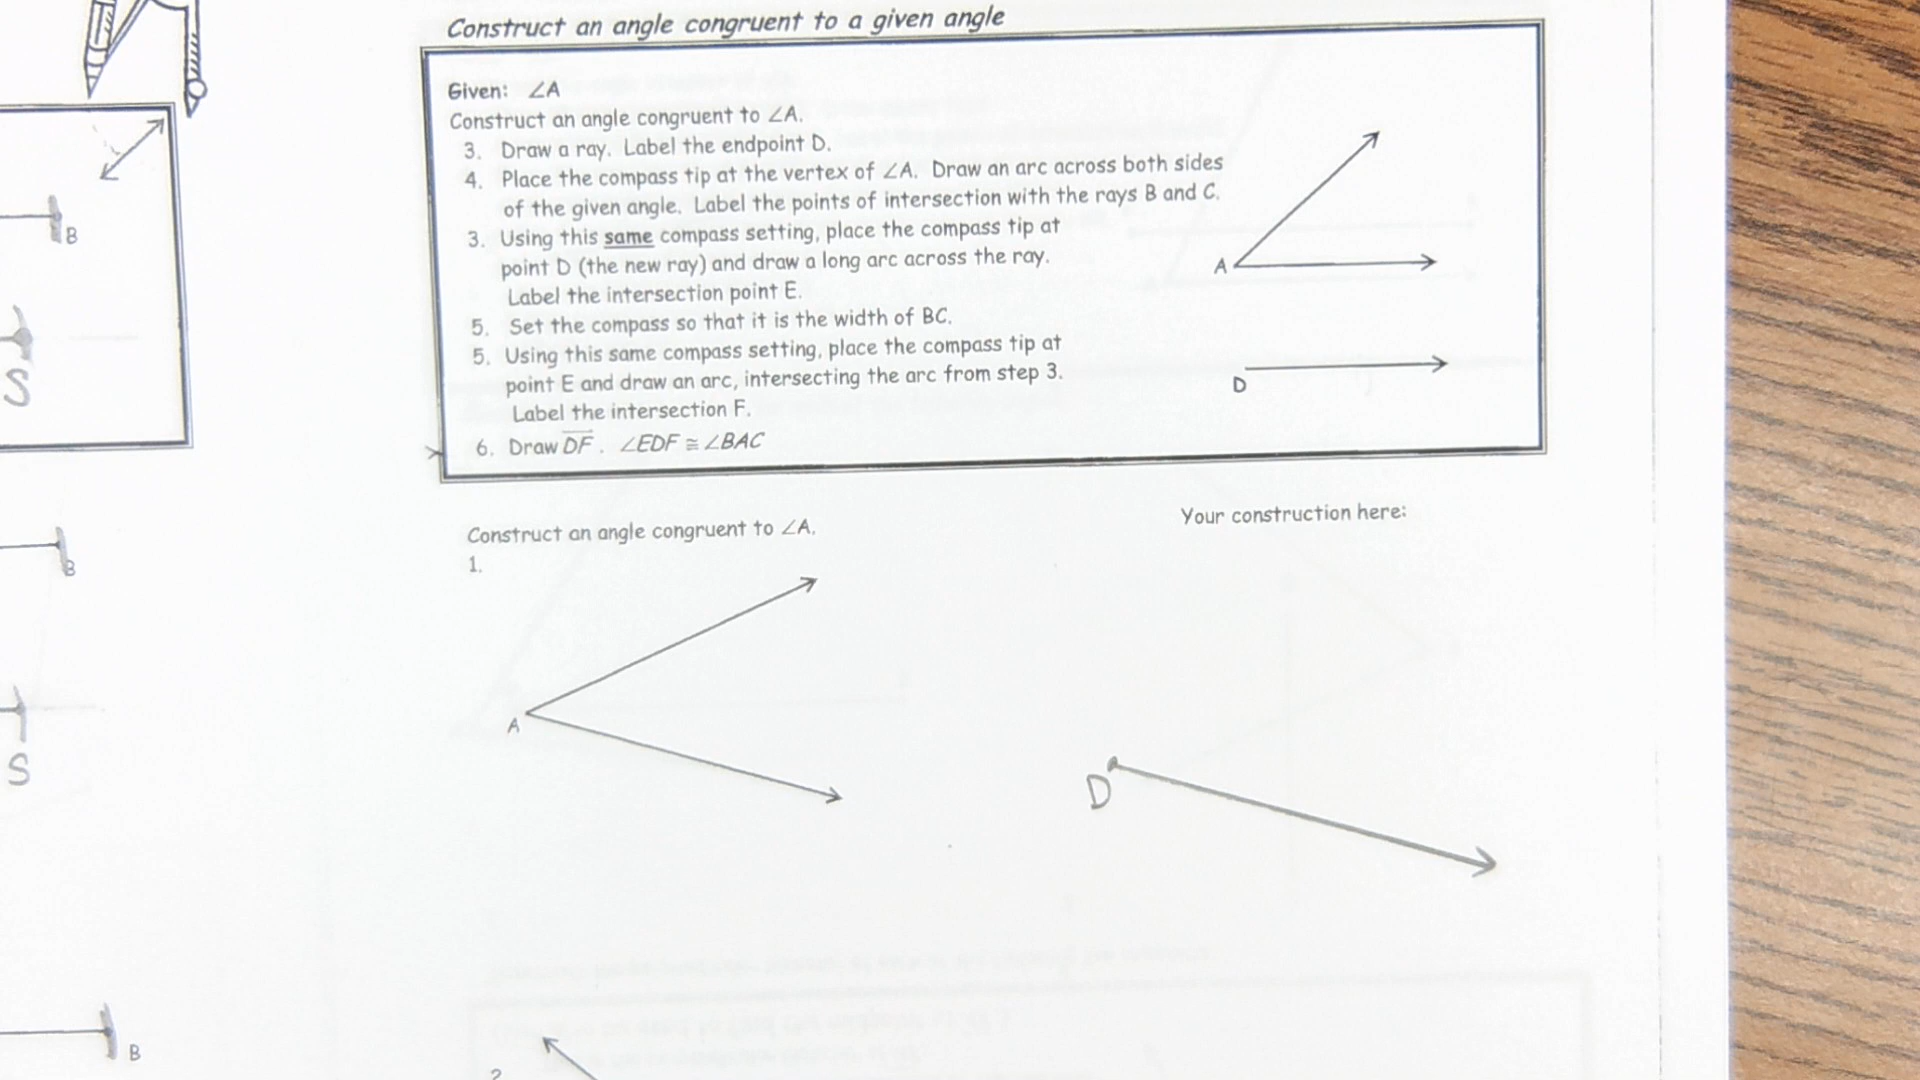 Construct an angle congruent to a given angle
Given: ∠A
Construct an angle congruent to ∠A.
3. Draw a ray. Label the endpoint D.
4. Place the compass tip at the vertex of ∠A. Draw an arc across both sides
of the given angle. Label the points of intersection with the rays B and C.
3. Using this same compass setting, place the compass tip at
point D (the new ray) and draw a long arc across the ray.
Label the intersection point E.
5. Set the compass so that it is the width of BC.
5. Using this same compass setting, place the compass tip at
point E and draw an arc, intersecting the arc from step 3.
Label the intersection F.
6. Draw DF. ∠EDF ≅ ∠BAC
A
D
B
S
B
S
B
Construct an angle congruent to ∠A.
Your construction here:
1.
A
D
2